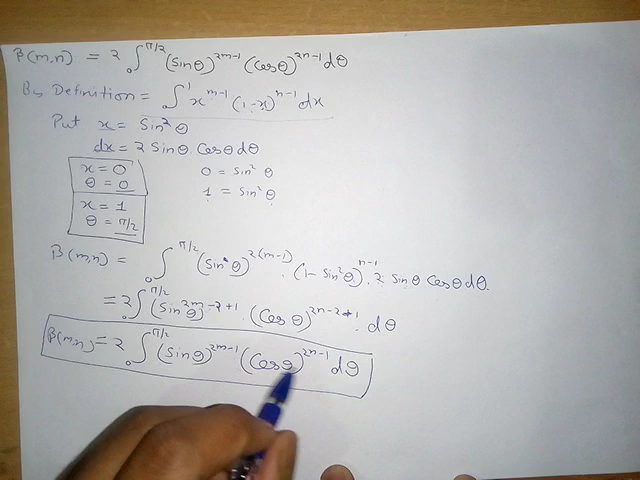 β(m,n) = 2 ∫₀^π/2 (sinθ)^2m-1 (cosθ)^2n-1 dθ
By Definition = ∫₀^1 x^m-1 (1-x)^n-1 dx
Put x = Sin²θ
dx = 2 Sinθ Cosθ dθ
x = 0 0 = Sin²θ
θ = 0 1 = Sin²θ
x = 1
θ = π/2
β(m,n) = ∫₀^π/2 (Sinθ)^2(m-1) · (1-Sin²θ)^n-1 · 2 Sinθ Cosθ dθ.
= 2 ∫₀^π/2 (Sinθ)^2m-2+1 · (Cosθ)^2n-2+1 · dθ
β(m,n) = 2 ∫₀^π/2 (Sinθ)^2m-1 (Cosθ)^2n-1 dθ